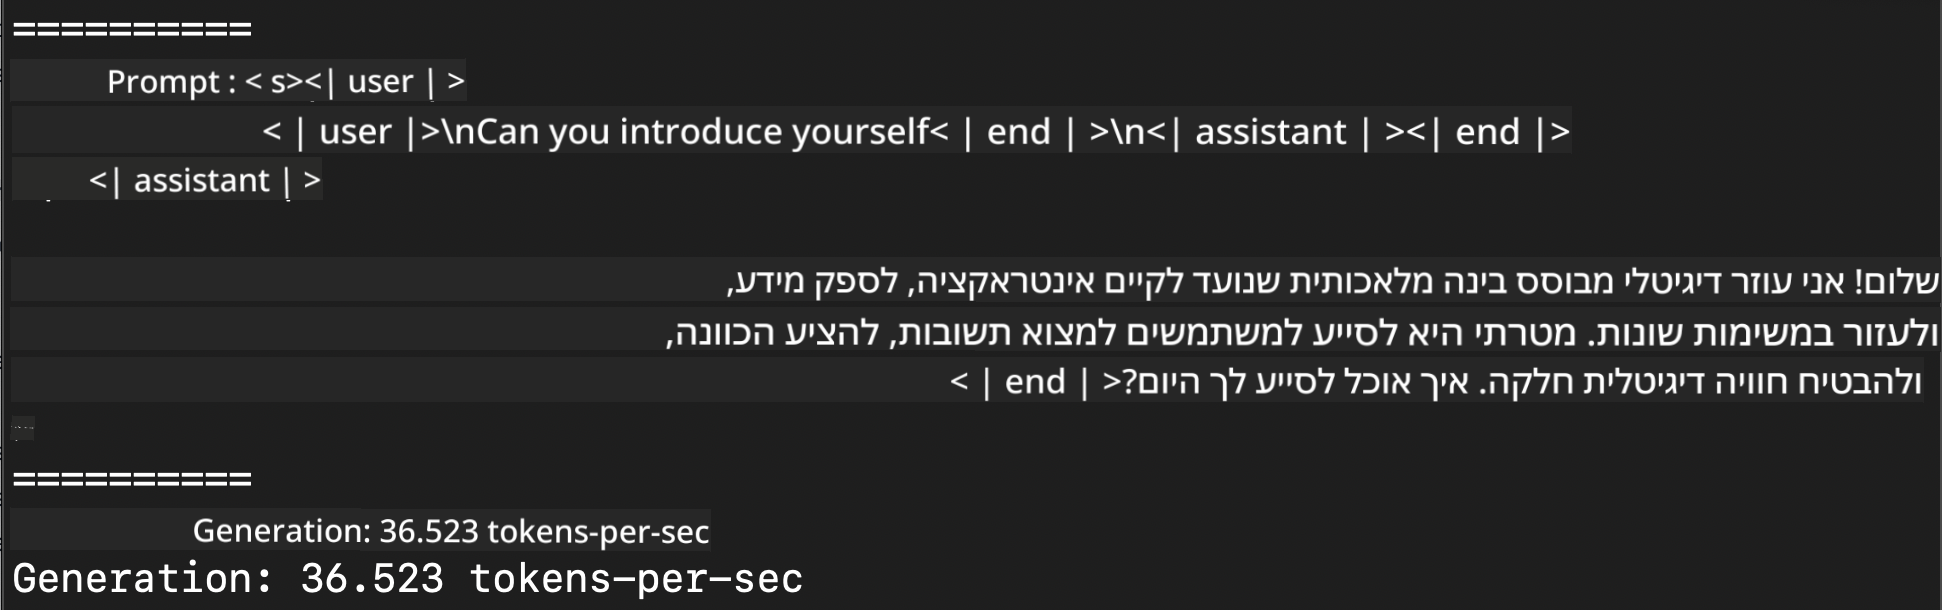 ==========
Prompt : < s><| user | >
< | user |>\nCan you introduce yourself< | end | >\n<| assistant | ><| end |>
<| assistant | >
שלום! אני עוזר דיגיטלי מבוסס בינה מלאכותית שנועד לקיים אינטראקציה, לספק מידע,
ולעזור במשימות שונות. מטרתי היא לסייע למשתמשים למצוא תשובות, להציע הכוונה,
ולהבטיח חוויה דיגיטלית חלקה. איך אוכל לסייע לך היום?< | end | >
==========
Generation: 36.523 tokens-per-sec
Generation: 36.523 tokens-per-sec